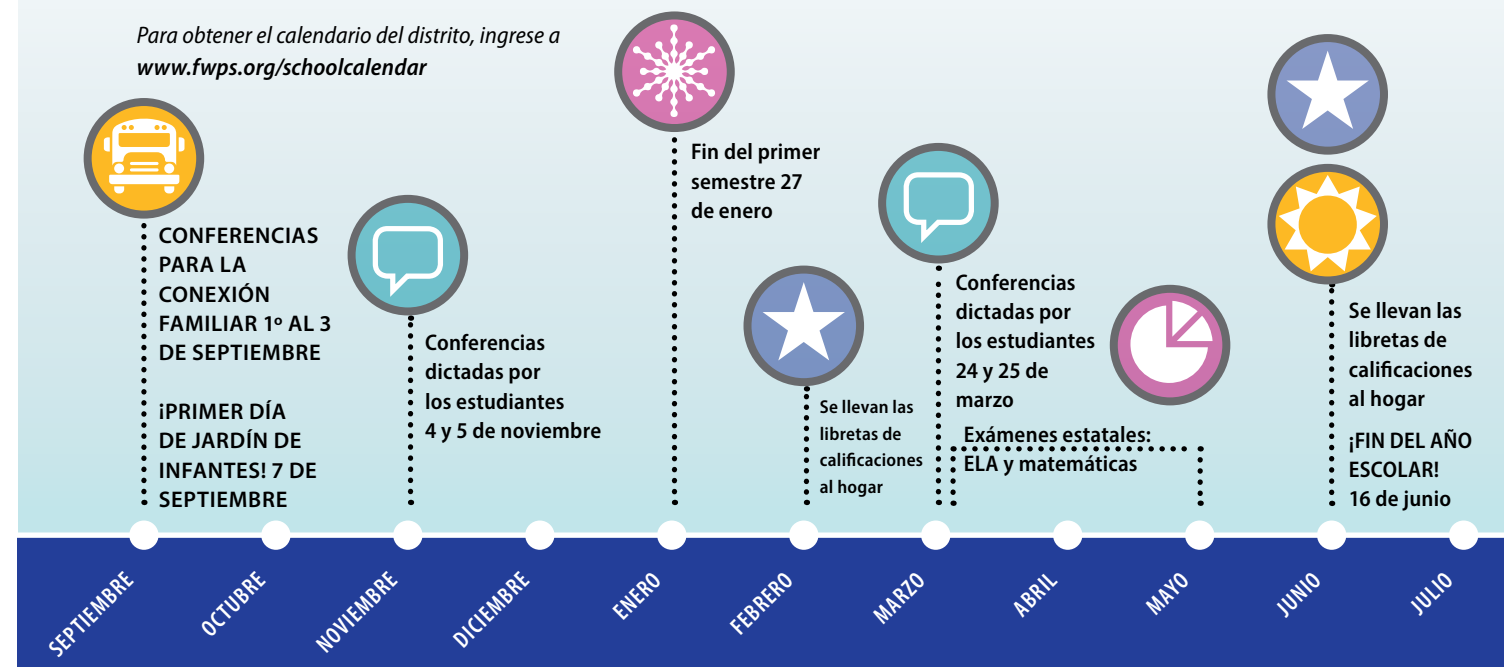 Para obtener el calendario del distrito, ingrese a
www.fwps.org/schoolcalendar
CONFERENCIAS
PARA LA
CONEXIÓN
FAMILIAR 1º AL 3
DE SEPTIEMBRE
¡PRIMER DÍA
DE JARDÍN DE
INFANTES! 7 DE
SEPTIEMBRE
Conferencias
dictadas por
los estudiantes
4 y 5 de noviembre
Fin del primer
semestre 27
de enero
Se llevan las
libretas de
calificaciones
al hogar
Conferencias
dictadas por
los estudiantes
24 y 25 de
marzo
Exámenes estatales:
ELA y matemáticas
Se llevan las
libretas de
calificaciones
al hogar
¡FIN DEL AÑO
ESCOLAR!
16 de junio
SEPTIEMBRE
OCTUBRE
NOVIEMBRE
DICIEMBRE
ENERO
FEBRERO
MARZO
ABRIL
MAYO
JUNIO
JULIO